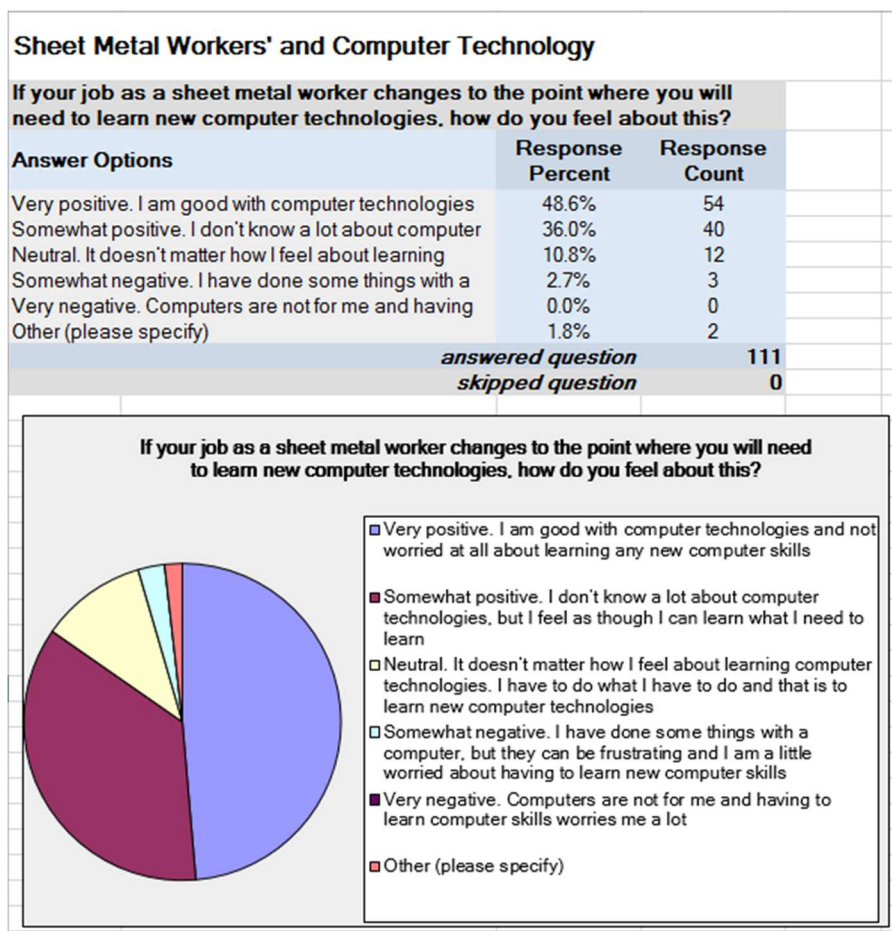 Sheet Metal Workers' and Computer Technology
If your job as a sheet metal worker changes to the point where you will
need to learn new computer technologies, how do you feel about this?
Answer Options Response Percent Response Count
Very positive. I am good with computer technologies 48.6% 54
Somewhat positive. I don't know a lot about computer 36.0% 40
Neutral. It doesn't matter how I feel about learning 10.8% 12
Somewhat negative. I have done some things with a 2.7% 3
Very negative. Computers are not for me and having 0.0% 0
Other (please specify) 1.8% 2
answered question 111
skipped question 0
If your job as a sheet metal worker changes to the point where you will need
to learn new computer technologies, how do you feel about this?
Very positive. I am good with computer technologies and not
worried at all about learning any new computer skills
Somewhat positive. I don't know a lot about computer
technologies, but I feel as though I can learn what I need to
learn
Neutral. It doesn't matter how I feel about learning computer
technologies. I have to do what I have to do and that is to
learn new computer technologies
Somewhat negative. I have done some things with a
computer, but they can be frustrating and I am a little
worried about having to learn new computer skills
Very negative. Computers are not for me and having to
learn computer skills worries me a lot
Other (please specify)